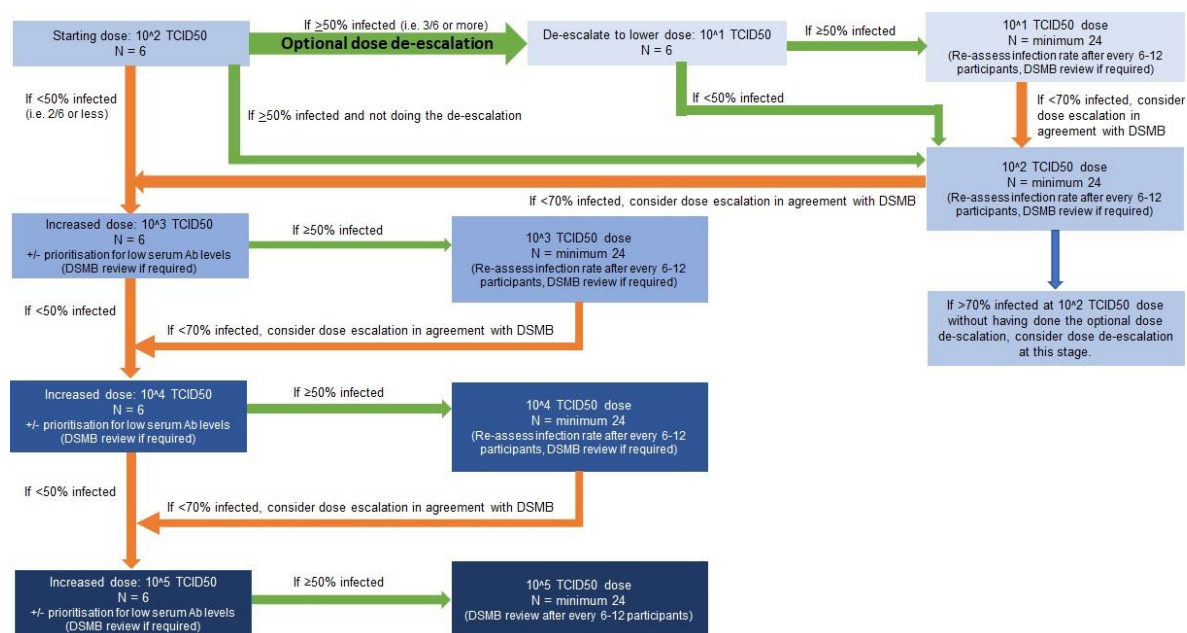 Starting dose: 10^2 TCID50
N = 6
If ≥50% infected (i.e. 3/6 or more)
Optional dose de-escalation
De-escalate to lower dose: 10^1 TCID50
N = 6
If ≥50% infected
10^1 TCID50 dose
N = minimum 24
(Re-assess infection rate after every 6-12
participants, DSMB review if required)
If <50% infected
(i.e. 2/6 or less)
If ≥50% infected and not doing the de-escalation
If <50% infected
If <70% infected, consider
dose escalation in
agreement with DSMB
10^2 TCID50 dose
N = minimum 24
(Re-assess infection rate after every 6-12
participants, DSMB review if required)
If <70% infected, consider dose escalation in agreement with DSMB
Increased dose: 10^3 TCID50
N = 6
+/- prioritisation for low serum Ab levels
(DSMB review if required)
If ≥50% infected
10^3 TCID50 dose
N = minimum 24
(Re-assess infection rate after every 6-12
participants, DSMB review if required)
If >70% infected at 10^2 TCID50 dose
without having done the optional dose
de-scalation, consider dose de-escalation
at this stage.
If <50% infected
If <70% infected, consider dose escalation in agreement with DSMB
Increased dose: 10^4 TCID50
N = 6
+/- prioritisation for low serum Ab levels
(DSMB review if required)
If ≥50% infected
10^4 TCID50 dose
N = minimum 24
(Re-assess infection rate after every 6-12
participants, DSMB review if required)
If <50% infected
If <70% infected, consider dose escalation in agreement with DSMB
Increased dose: 10^5 TCID50
N = 6
+/- prioritisation for low serum Ab levels
(DSMB review if required)
If ≥50% infected
10^5 TCID50 dose
N = minimum 24
(DSMB review after every 6-12 participants)